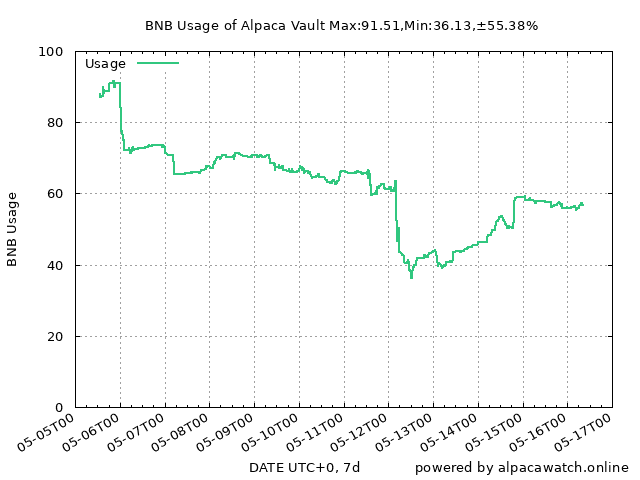 BNB Usage of Alpaca Vault Max:91.51,Min:36.13,±55.38%
Usage
BNB Usage
100
80
60
40
20
0
05-05T00
05-06T00
05-07T00
05-08T00
05-09T00
05-10T00
05-11T00
05-12T00
05-13T00
05-14T00
05-15T00
05-16T00
05-17T00
DATE UTC+0, 7d
powered by alpacawatch.online